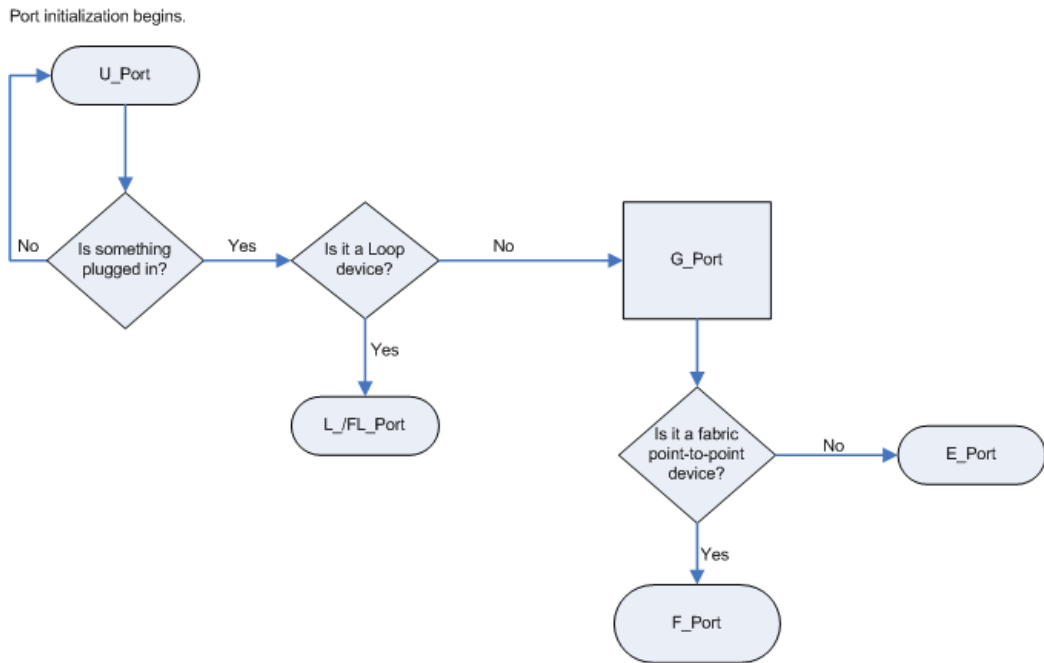 Port initialization begins.
U_Port
No
Is something
plugged in?
Yes
Is it a Loop
device?
No
G_Port
Yes
L_/FL_Port
Is it a fabric
point-to-point
device?
No
E_Port
Yes
F_Port